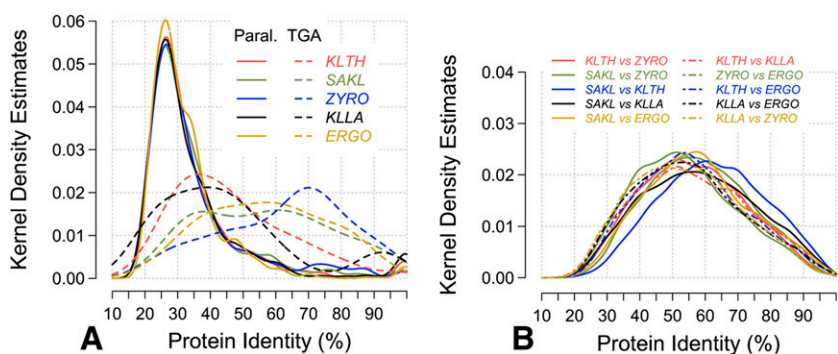 Kernel Density Estimates
0.06
0.05
0.04
0.03
0.02
0.01
0.00
Paral. TGA
KLTH
SAKL
ZYRO
KLLA
ERGO
10 20 30 40 50 60 70 80 90
A Protein Identity (%)
Kernel Density Estimates
0.04
0.03
0.02
0.01
0.00
KLTH vs ZYRO KLTH vs KLLA
SAKL vs ZYRO ZYRO vs ERGO
SAKL vs KLTH KLTH vs ERGO
SAKL vs KLLA KLLA vs ERGO
SAKL vs ERGO KLLA vs ZYRO
10 20 30 40 50 60 70 80 90
B Protein Identity (%)